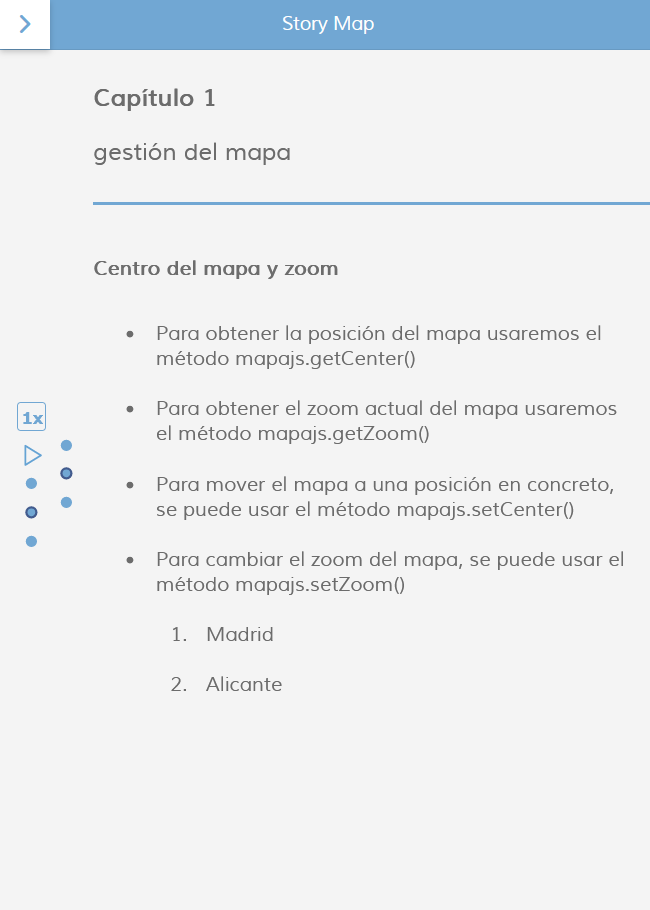 Story Map
Capítulo 1
gestión del mapa
Centro del mapa y zoom
• Para obtener la posición del mapa usaremos el
método mapajs.getCenter()
• Para obtener el zoom actual del mapa usaremos
el método mapajs.getZoom()
1x
• Para mover el mapa a una posición en concreto,
se puede usar el método mapajs.setCenter()
• Para cambiar el zoom del mapa, se puede usar el
método mapajs.setZoom()
1. Madrid
2. Alicante